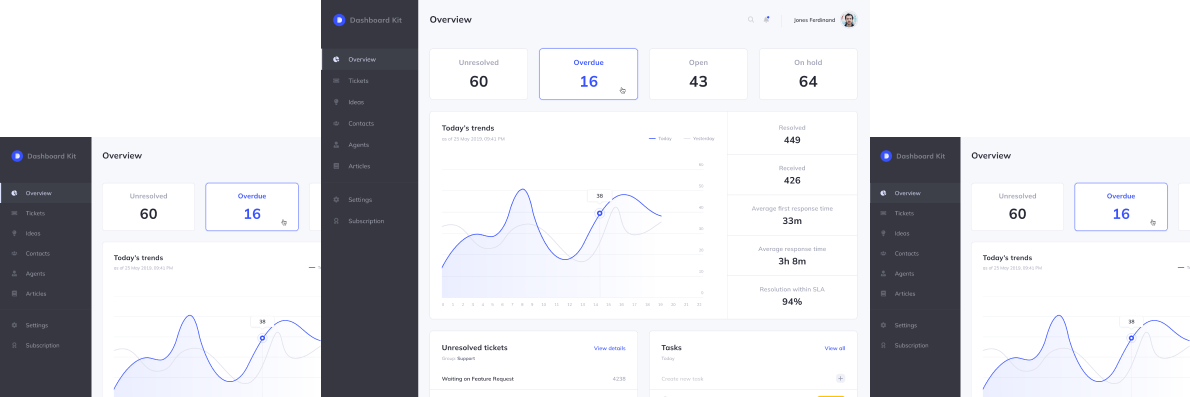 Dashboard Kit
Overview
Jones Ferdinand
Overview
Tickets
Ideas
Contacts
Agents
Articles
Settings
Subscription
Unresolved
60
Overdue
16
Open
43
On hold
64
Today's trends
as of 25 May 2019, 09:41 PM
Today
Yesterday
38
60
50
40
30
20
10
0
0 1 2 3 4 5 6 7 8 9 10 11 12 13 14 15 16 17 18 19 20 21 22
Resolved
449
Received
426
Average first response time
33m
Average response time
3h 8m
Resolution within SLA
94%
Unresolved tickets
View details
Group: Support
Waiting on Feature Request
4238
Tasks
View all
Today
Create new task
Dashboard Kit
Overview
Overview
Tickets
Ideas
Contacts
Agents
Articles
Settings
Subscription
Unresolved
60
Overdue
16
Today's trends
as of 25 May 2019, 09:41 PM
38
Dashboard Kit
Overview
Overview
Tickets
Ideas
Contacts
Agents
Articles
Settings
Subscription
Unresolved
60
Overdue
16
Today's trends
as of 25 May 2019, 09:41 PM
38